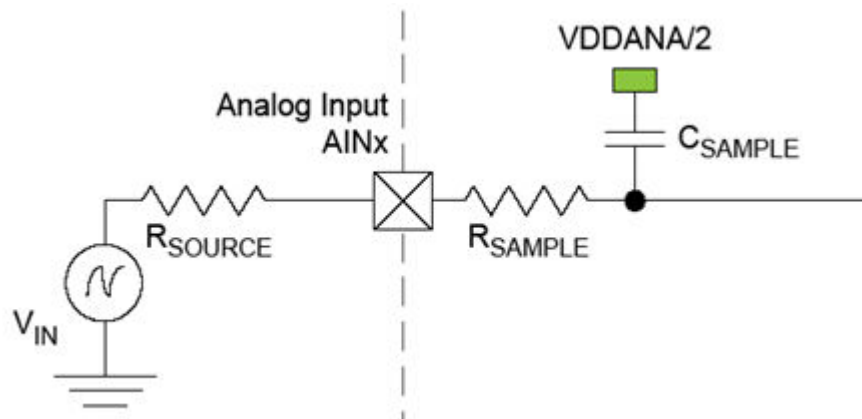 VDDANA/2
Analog Input
AINx
CSAMPLE
RSOURCE
RSAMPLE
VIN